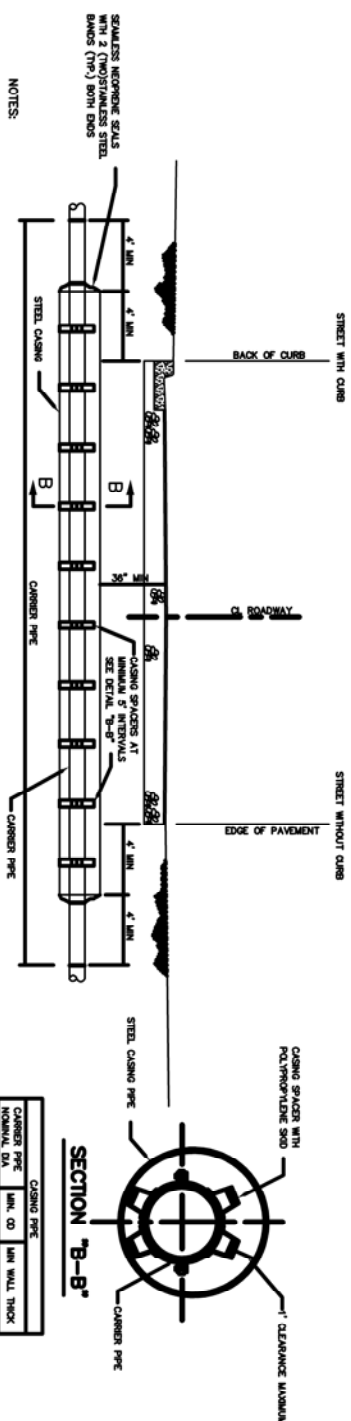 STREET WITH CURB
STREET WITHOUT CURB
BACK OF CURB
CL ROADWAY
EDGE OF PAVEMENT
SEAMLESS NEOPRENE SEALS
WITH 2 (TWO)STAINLESS STEEL
BANDS (TYP.) BOTH ENDS
4' MIN
4' MIN
36" MIN
4' MIN
4' MIN
STEEL CASING
B
B
CASING SPACERS AT
MINIMUM 5' INTERVALS
SEE DETAIL "B-B"
CARRIER PIPE
CARRIER PIPE
NOTES:
CASING SPACER WITH
POLYPROPYLENE SKID
1" CLEARANCE MAXIMUM
STEEL CASING PIPE
CARRIER PIPE
SECTION "B-B"
CASING PIPE
CARRIER PIPE
NOMINAL DIA
MIN. OD
MIN WALL THICK